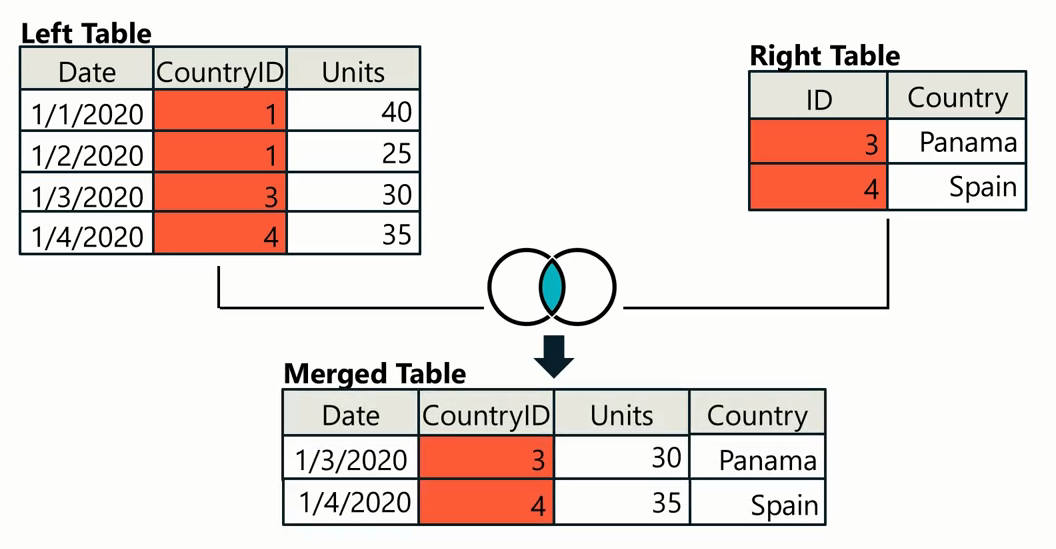 Left Table
Date CountryID Units
1/1/2020 1 40
1/2/2020 1 25
1/3/2020 3 30
1/4/2020 4 35
Right Table
ID Country
3 Panama
4 Spain
Merged Table
Date CountryID Units Country
1/3/2020 3 30 Panama
1/4/2020 4 35 Spain